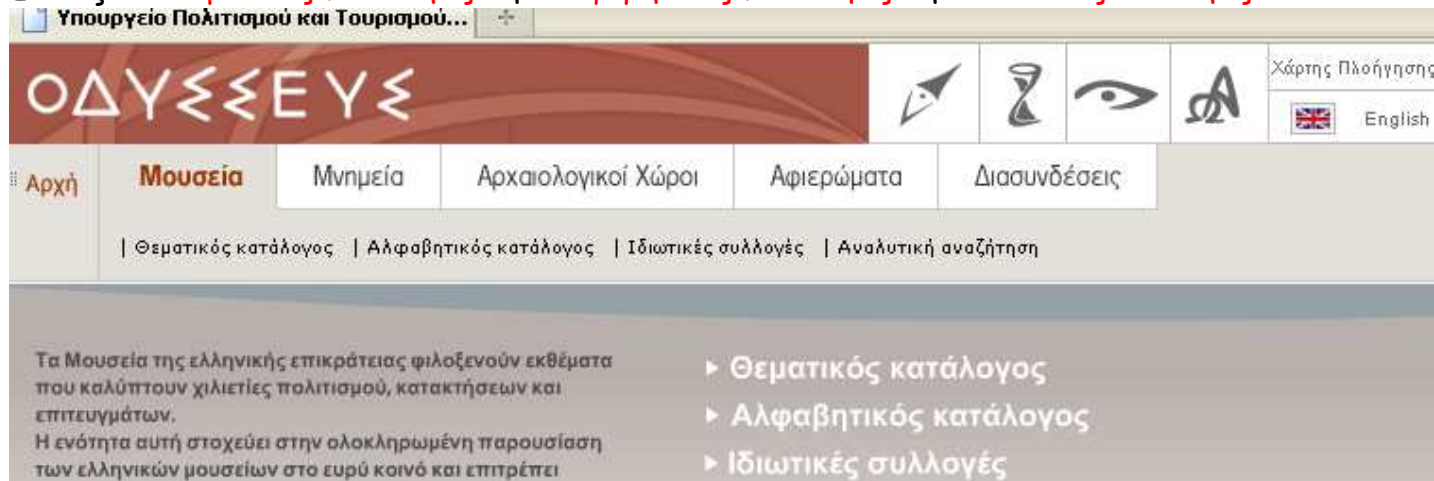 Υπουργείο Πολιτισμού και Τουρισμού...
ΟΔΥΣΣΕΥΣ
Χάρτης Πλοήγησης
English
Αρχή
Μουσεία
Μνημεία
Αρχαιολογικοί Χώροι
Αφιερώματα
Διασυνδέσεις
| Θεματικός κατάλογος | Αλφαβητικός κατάλογος | Ιδιωτικές συλλογές | Αναλυτική αναζήτηση
Τα Μουσεία της ελληνικής επικράτειας φιλοξενούν εκθέματα
που καλύπτουν χιλιετίες πολιτισμού, κατακτήσεων και
επιτευγμάτων.
Η ενότητα αυτή στοχεύει στην ολοκληρωμένη παρουσίαση
των ελληνικών μουσείων στο ευρύ κοινό και επιτρέπει
Θεματικός κατάλογος
Αλφαβητικός κατάλογος
Ιδιωτικές συλλογές